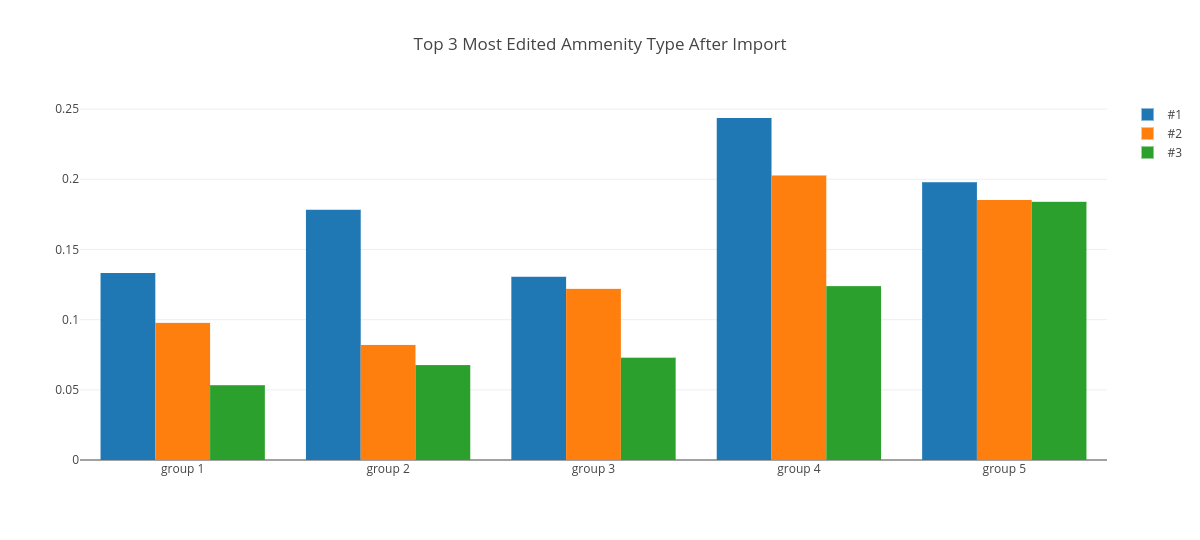 Top 3 Most Edited Ammenity Type After Import
0.25
0.2
0.15
0.1
0.05
0
group 1
group 2
group 3
group 4
group 5
#1
#2
#3